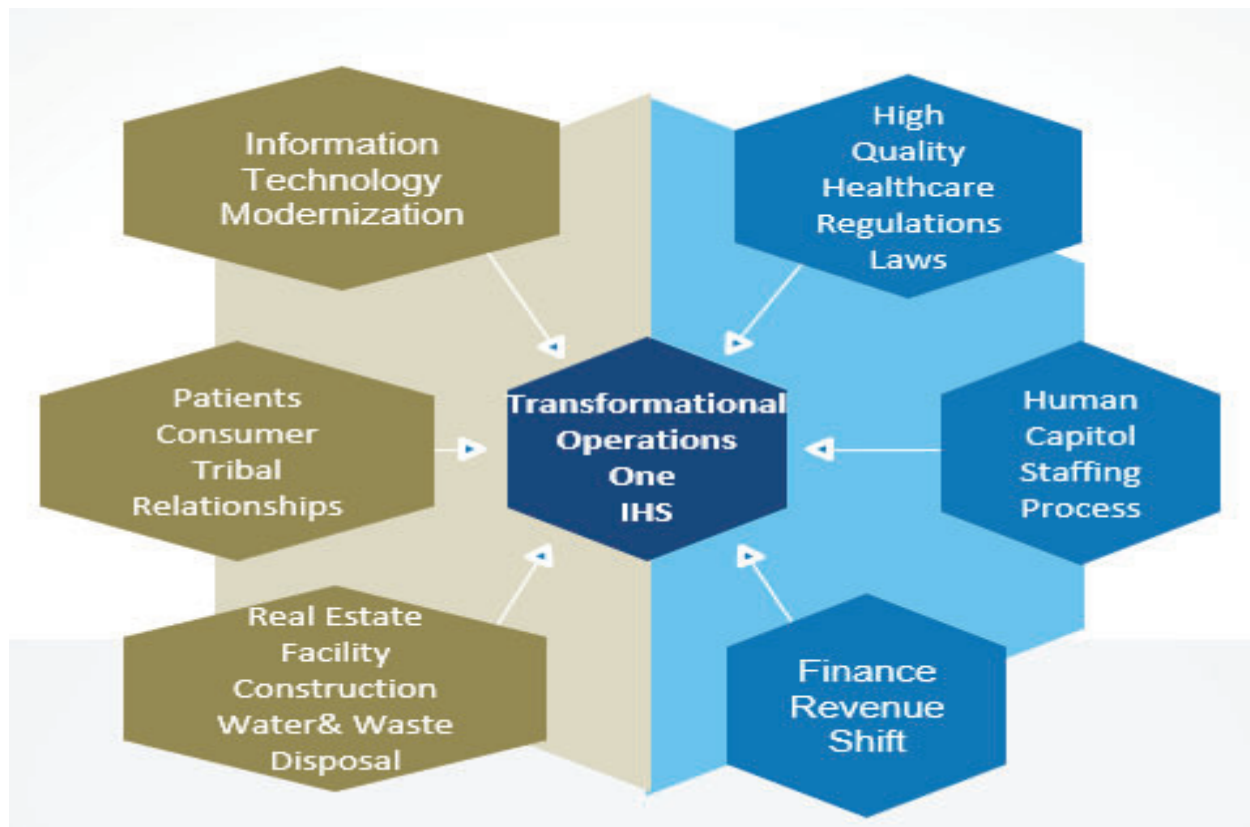 Information
Technology
Modernization
High
Quality
Healthcare
Regulations
Laws
Patients
Consumer
Tribal
Relationships
Transformational
Operations
One
IHS
Human
Capitol
Staffing
Process
Real Estate
Facility
Construction
Water& Waste
Disposal
Finance
Revenue
Shift